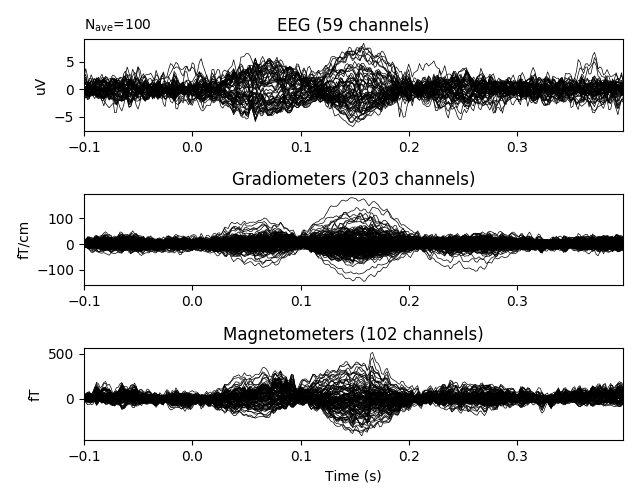 N_ave=100
EEG (59 channels)
uV
5
0
−5
−0.1 0.0 0.1 0.2 0.3
Gradiometers (203 channels)
fT/cm
100
0
−100
−0.1 0.0 0.1 0.2 0.3
Magnetometers (102 channels)
fT
500
0
−0.1 0.0 0.1 0.2 0.3
Time (s)